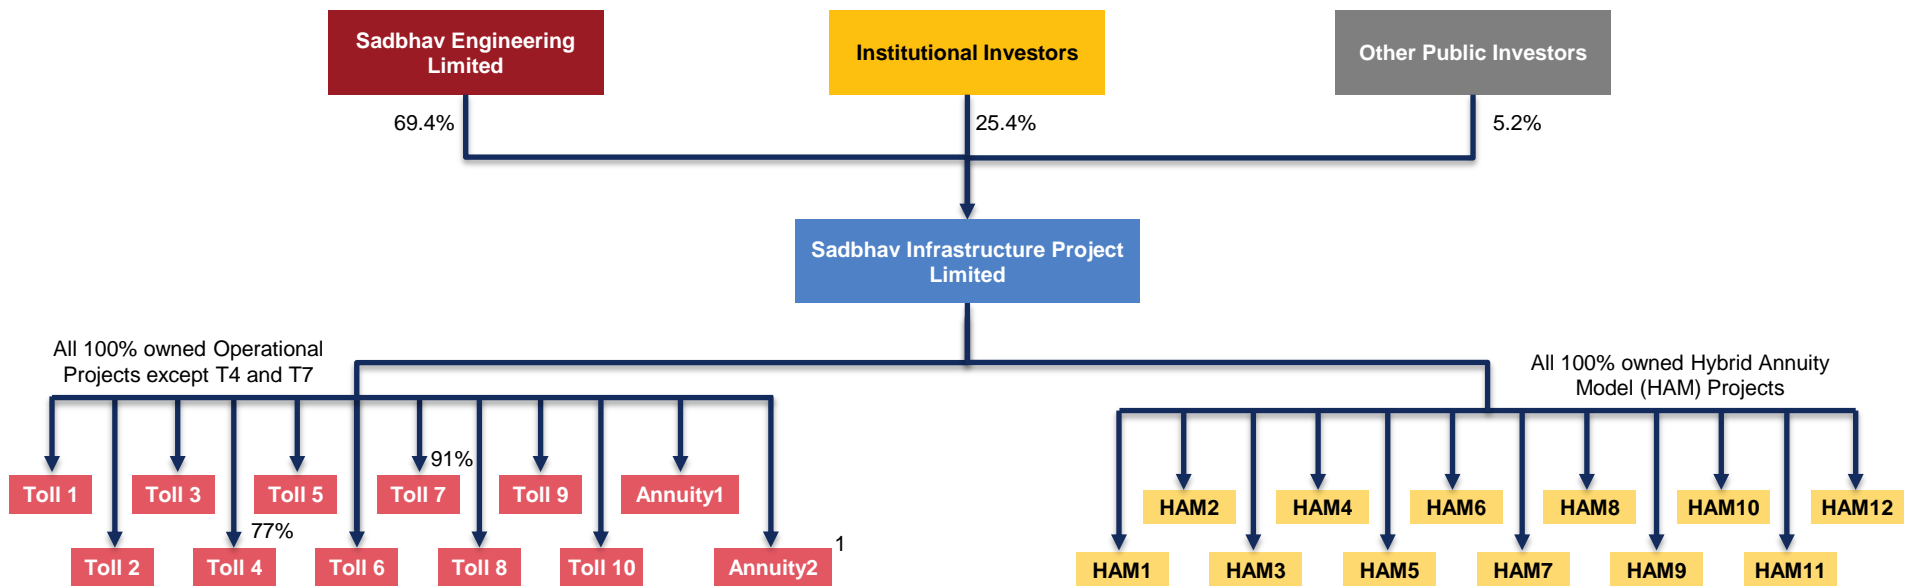 Sadbhav Engineering
Limited
Institutional Investors
Other Public Investors
69.4%
25.4%
5.2%
Sadbhav Infrastructure Project
Limited
All 100% owned Operational
Projects except T4 and T7
All 100% owned Hybrid Annuity
Model (HAM) Projects
91%
Toll 1
Toll 3
Toll 5
Toll 7
Toll 9
Annuity1
HAM2
HAM4
HAM6
HAM8
HAM10
HAM12
77%
1
Toll 2
Toll 4
Toll 6
Toll 8
Toll 10
Annuity2
HAM1
HAM3
HAM5
HAM7
HAM9
HAM11